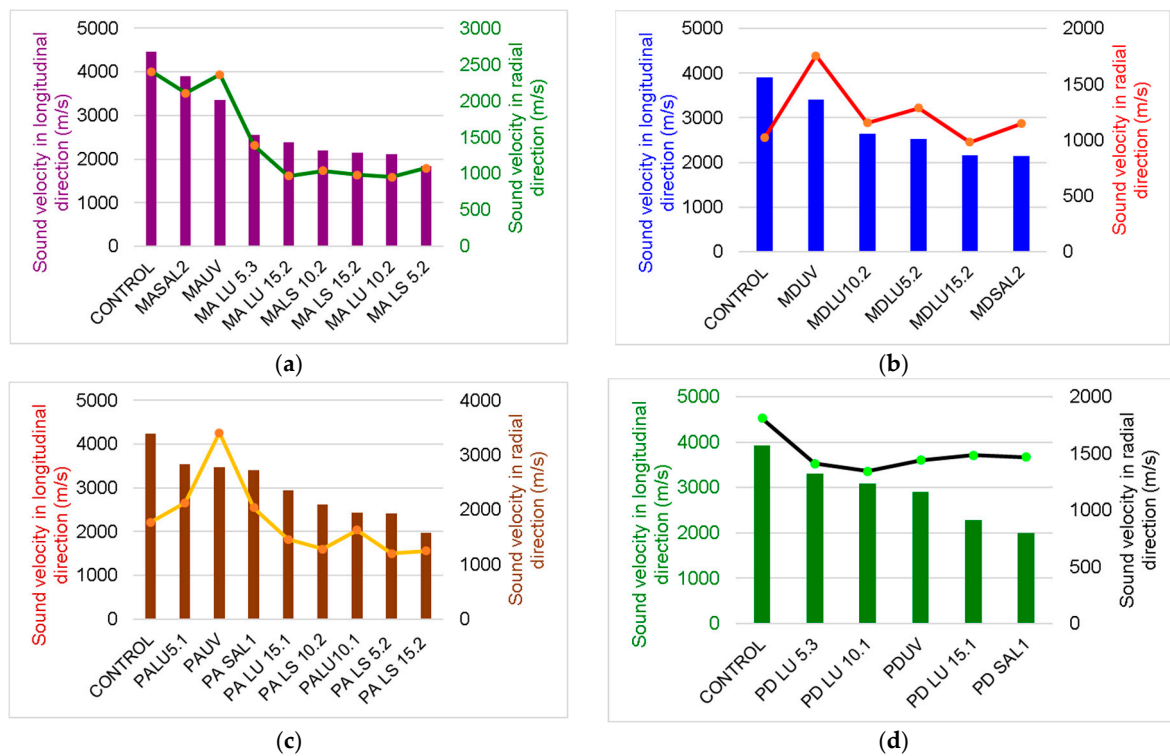 5000
4000
3000
2000
1000
0
Sound velocity in longitudinal
direction (m/s)
3000
2500
2000
1500
1000
500
0
Sound velocity in radial
direction (m/s)
CONTROL
MASAL2
MAUV
MA LU 5.3
MA LU 15.2
MALS 10.2
MA LS 15.2
MA LU 10.2
MA LS 5.2
(a)
5000
4000
3000
2000
1000
0
Sound velocity in longitudinal
direction (m/s)
2000
1500
1000
500
0
Sound velocity in radial
direction (m/s)
CONTROL
MDUV
MDLU10.2
MDLU5.2
MDLU15.2
MDSAL2
(b)
5000
4000
3000
2000
1000
0
Sound velocity in longitudinal
direction (m/s)
4000
3000
2000
1000
0
Sound velocity in radial
direction (m/s)
CONTROL
PALU5.1
PAUV
PA SAL1
PA LU 15.1
PA LS 10.2
PALU10.1
PA LS 5.2
PA LS 15.2
(c)
5000
4000
3000
2000
1000
0
Sound velocity in longitudinal
direction (m/s)
2000
1500
1000
500
0
Sound velocity in radial
direction (m/s)
CONTROL
PD LU 5.3
PD LU 10.1
PDUV
PD LU 15.1
PD SAL1
(d)